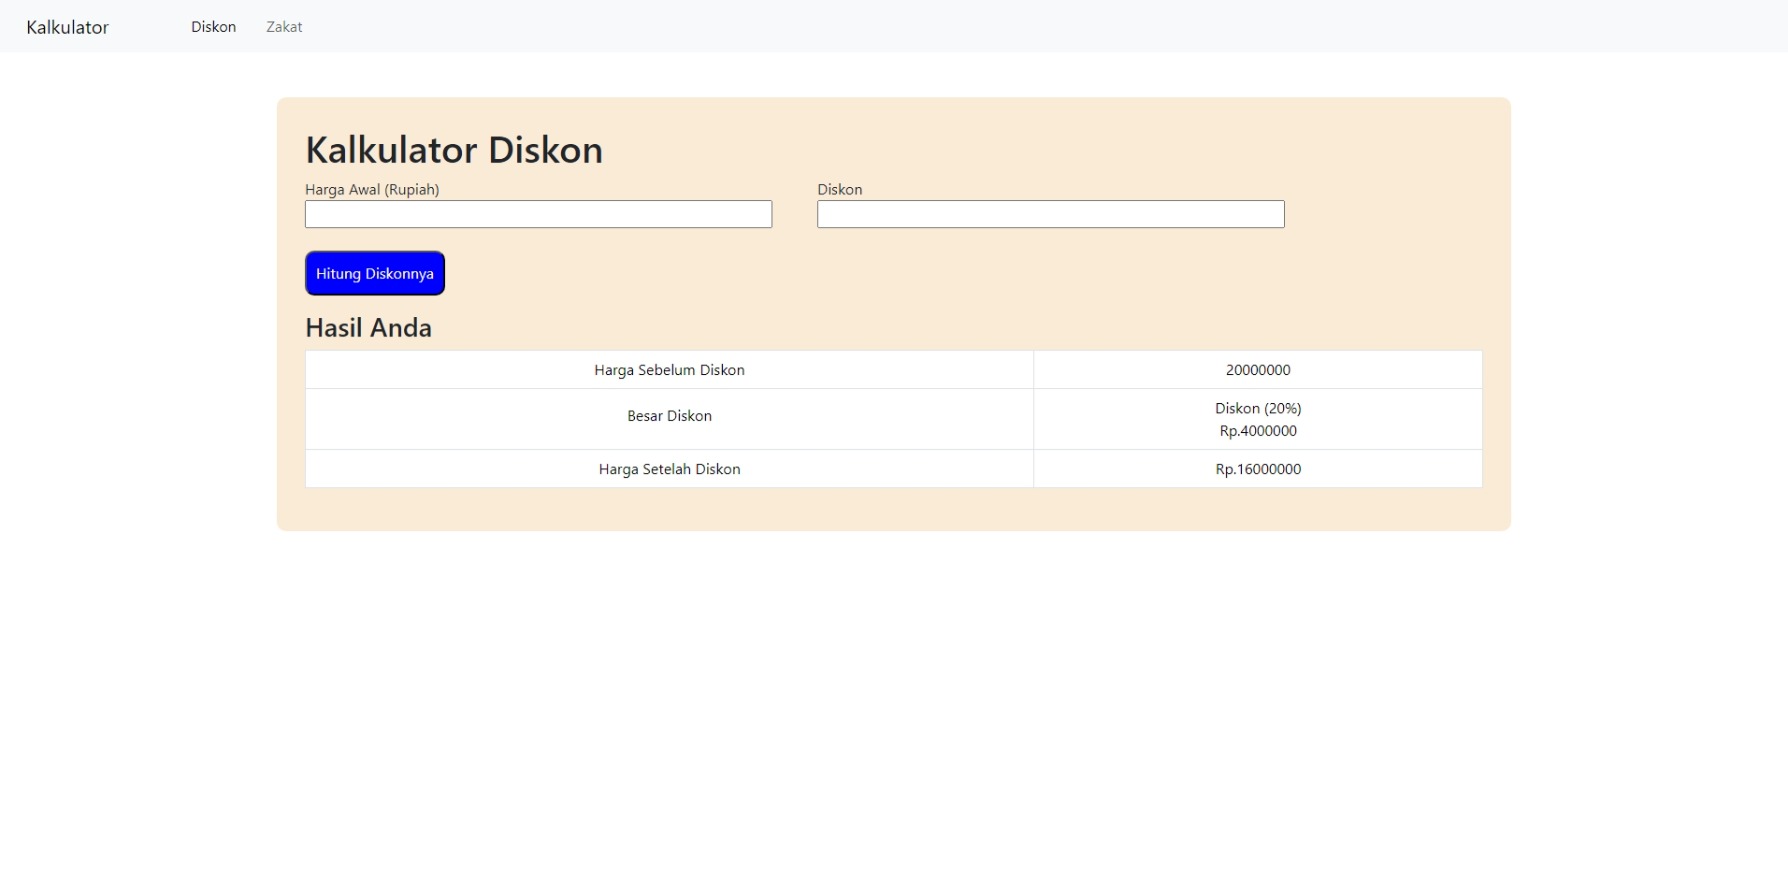 Kalkulator Diskon Zakat
Kalkulator Diskon
Harga Awal (Rupiah) Diskon
Hitung Diskonnya
Hasil Anda
Harga Sebelum Diskon 20000000
Besar Diskon Diskon (20%)
Rp.4000000
Harga Setelah Diskon Rp.16000000